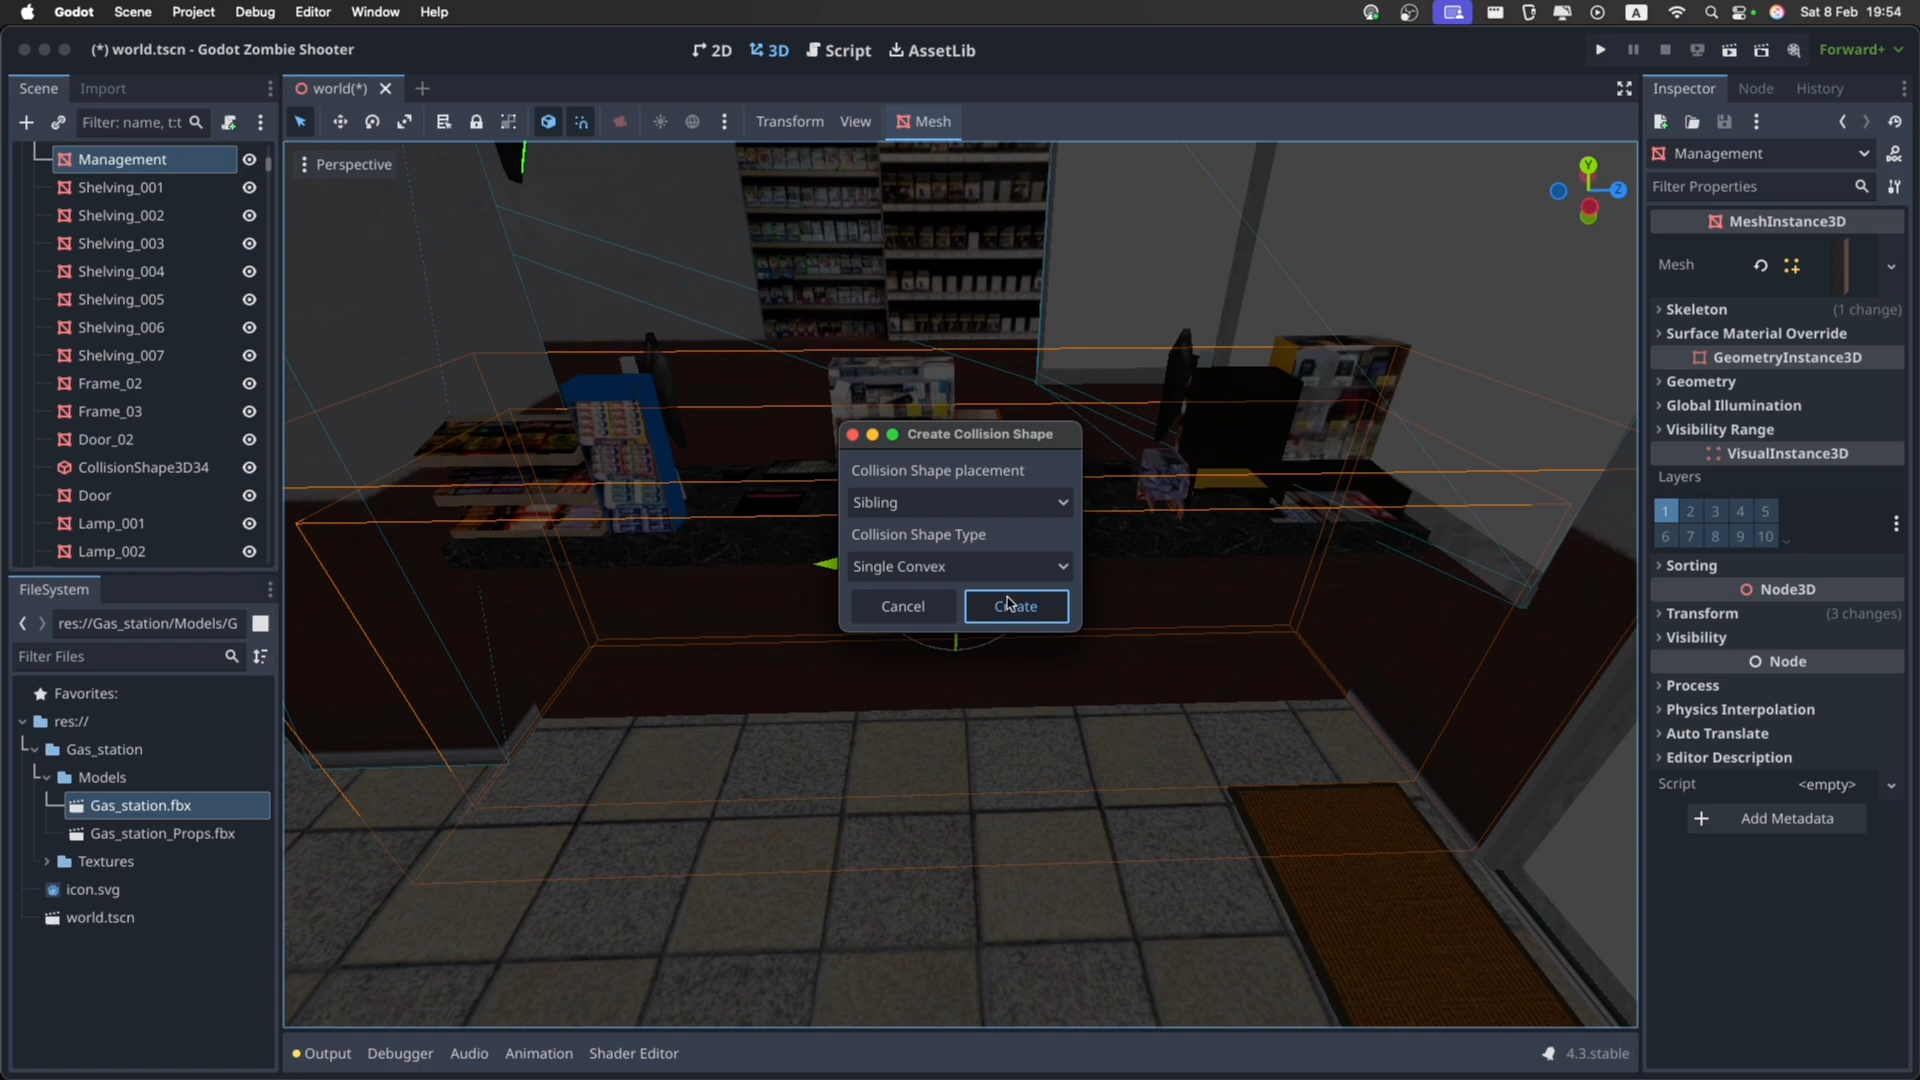 Godot Scene Project Debug Editor Window Help
A Sat 8 Feb 19:54
(*) world.tscn - Godot Zombie Shooter
2D 3D Script AssetLib
Forward+
Scene Import
Filter: name, t:t
Management
Shelving_001
Shelving_002
Shelving_003
Shelving_004
Shelving_005
Shelving_006
Shelving_007
Frame_02
Frame_03
Door_02
CollisionShape3D34
Door
Lamp_001
Lamp_002
FileSystem
res://Gas_station/Models/G
Filter Files
Favorites:
res://
Gas_station
Models
Gas_station.fbx
Gas_station_Props.fbx
Textures
icon.svg
world.tscn
world(*)
Transform View Mesh
Perspective
Y
Z
Create Collision Shape
Collision Shape placement
Sibling
Collision Shape Type
Single Convex
Cancel Create
Output Debugger Audio Animation Shader Editor
4.3.stable
Inspector Node History
Management
Filter Properties
MeshInstance3D
Mesh
Skeleton (1 change)
Surface Material Override
GeometryInstance3D
Geometry
Global Illumination
Visibility Range
VisualInstance3D
Layers
1 2 3 4 5
6 7 8 9 10
Sorting
Node3D
Transform (3 changes)
Visibility
Node
Process
Physics Interpolation
Auto Translate
Editor Description
Script <empty>
Add Metadata